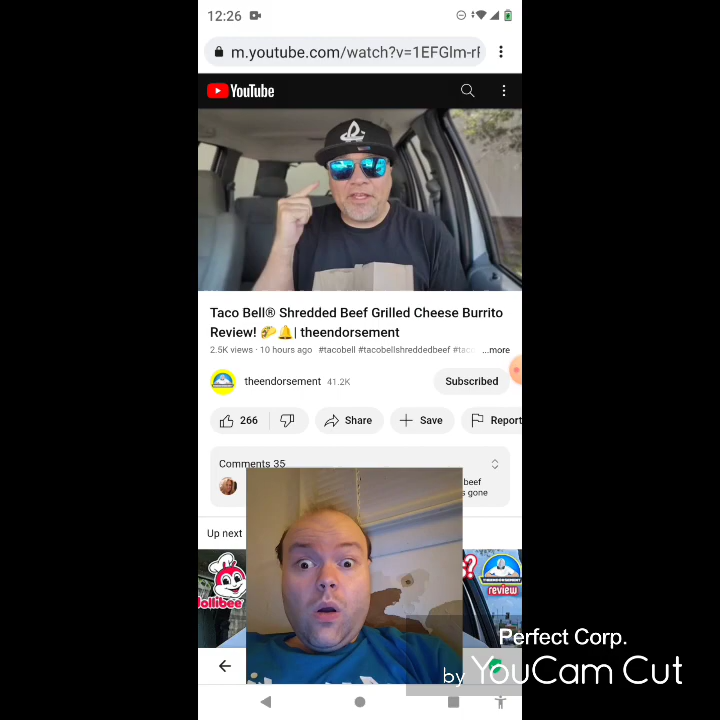 12:26
m.youtube.com/watch?v=1EFGlm-rF
YouTube
Taco Bell® Shredded Beef Grilled Cheese Burrito
Review! 🌮🔔| theendorsement
2.5K views · 10 hours ago #tacobell #tacobellshreddedbeef #taco ...more
theendorsement 41.2K Subscribed
266 Share Save Report
Comments 35
beef
s gone
Up next
Jollibee
S?
review
Perfect Corp.
by YouCam Cut